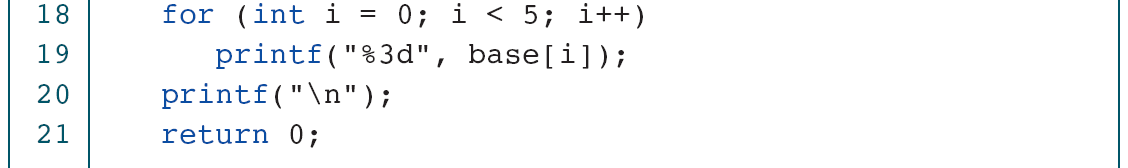 18 for (int i = 0; i < 5; i++)
19 printf("%3d", base[i]);
20 printf("\n");
21 return 0;